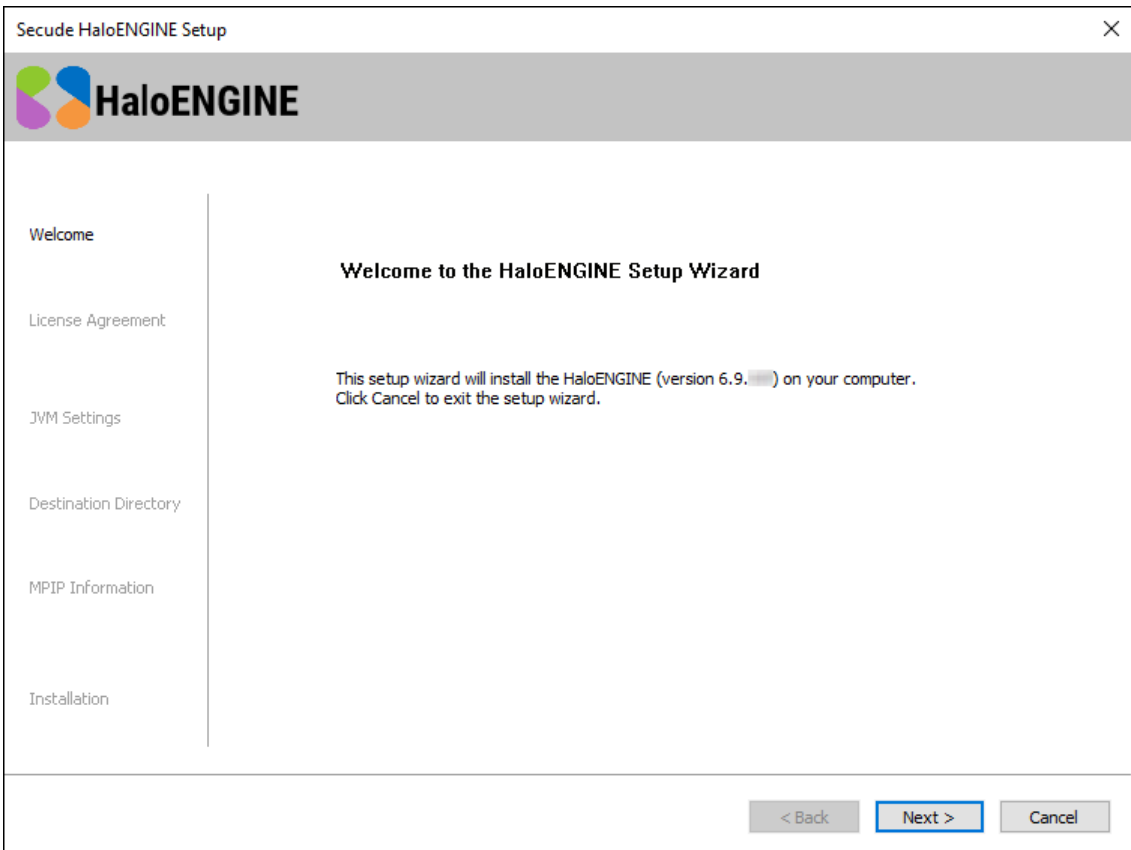 Secude HaloENGINE Setup
HaloENGINE
Welcome
License Agreement
JVM Settings
Destination Directory
MPIP Information
Installation
Welcome to the HaloENGINE Setup Wizard
This setup wizard will install the HaloENGINE (version 6.9. ) on your computer.
Click Cancel to exit the setup wizard.
< Back
Next >
Cancel